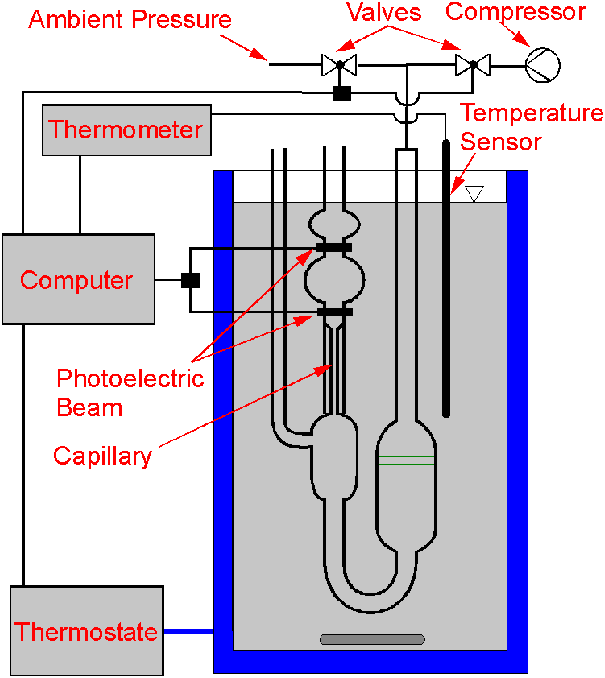 Ambient Pressure
Valves
Compressor
Thermometer
Temperature
Sensor
Computer
Photoelectric
Beam
Capillary
Thermostate